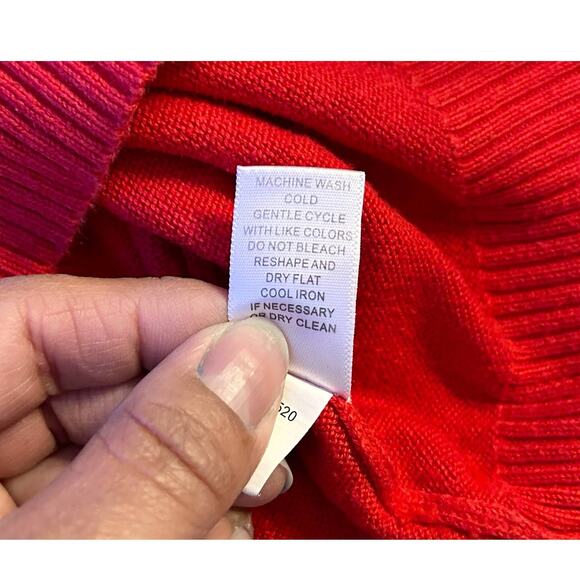 MACHINE WASH
COLD
GENTLE CYCLE
WITH LIKE COLORS
DO NOT BLEACH
RESHAPE AND
DRY FLAT
COOL IRON
IF NECESSARY
OR DRY CLEAN
520